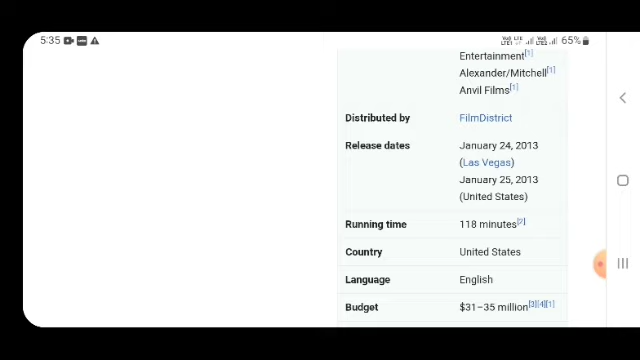 5:35
65%
Entertainment[1]
Alexander/Mitchell[1]
Anvil Films[1]
Distributed by FilmDistrict
Release dates January 24, 2013
(Las Vegas)
January 25, 2013
(United States)
Running time 118 minutes[2]
Country United States
Language English
Budget $31–35 million[3][4][1]